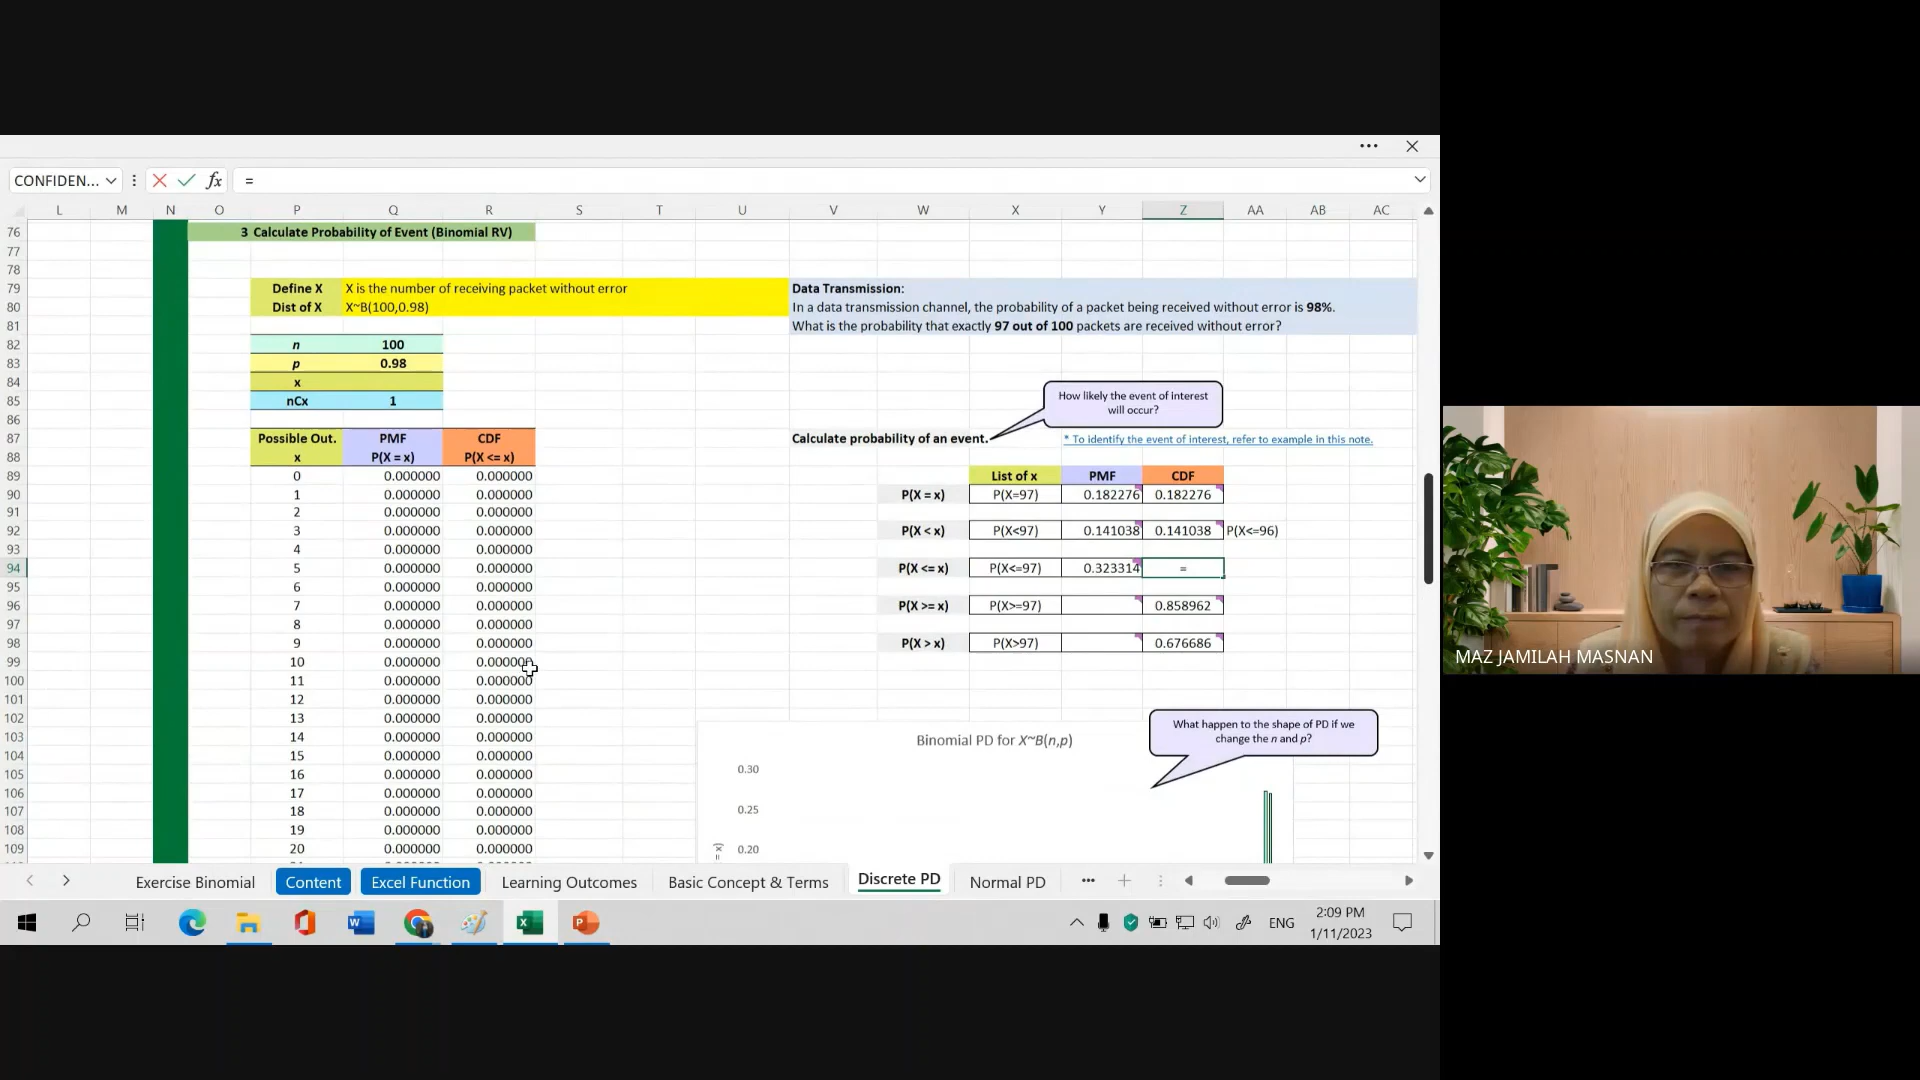 CONFIDEN...
fx
=
L M N O P Q R S T U V W X Y Z AA AB AC
76 3 Calculate Probability of Event (Binomial RV)
77
78
79 Define X X is the number of receiving packet without error Data Transmission:
80 Dist of X X~B(100,0.98) In a data transmission channel, the probability of a packet being received without error is 98%.
81 What is the probability that exactly 97 out of 100 packets are received without error?
82 n 100
83 p 0.98
84 x
85 nCx 1
86
How likely the event of interest
will occur?
87 Possible Out. PMF CDF Calculate probability of an event. * To identify the event of interest, refer to example in this note.
88 x P(X = x) P(X <= x)
89 0 0.000000 0.000000 List of x PMF CDF
90 1 0.000000 0.000000 P(X = x) P(X=97) 0.182276 0.182276
91 2 0.000000 0.000000
92 3 0.000000 0.000000 P(X < x) P(X<97) 0.141038 0.141038 P(X<=96)
93 4 0.000000 0.000000
94 5 0.000000 0.000000 P(X <= x) P(X<=97) 0.323314 =
95 6 0.000000 0.000000
96 7 0.000000 0.000000 P(X >= x) P(X>=97) 0.858962
97 8 0.000000 0.000000
98 9 0.000000 0.000000 P(X > x) P(X>97) 0.676686
99 10 0.000000 0.000000
100 11 0.000000 0.000000
101 12 0.000000 0.000000
102 13 0.000000 0.000000
103 14 0.000000 0.000000
104 15 0.000000 0.000000
105 16 0.000000 0.000000
106 17 0.000000 0.000000
107 18 0.000000 0.000000
108 19 0.000000 0.000000
109 20 0.000000 0.000000
What happen to the shape of PD if we
change the n and p?
Binomial PD for X~B(n,p)
0.30
0.25
0.20
= x)
Exercise Binomial Content Excel Function Learning Outcomes Basic Concept & Terms Discrete PD Normal PD
ENG
2:09 PM
1/11/2023
MAZ JAMILAH MASNAN